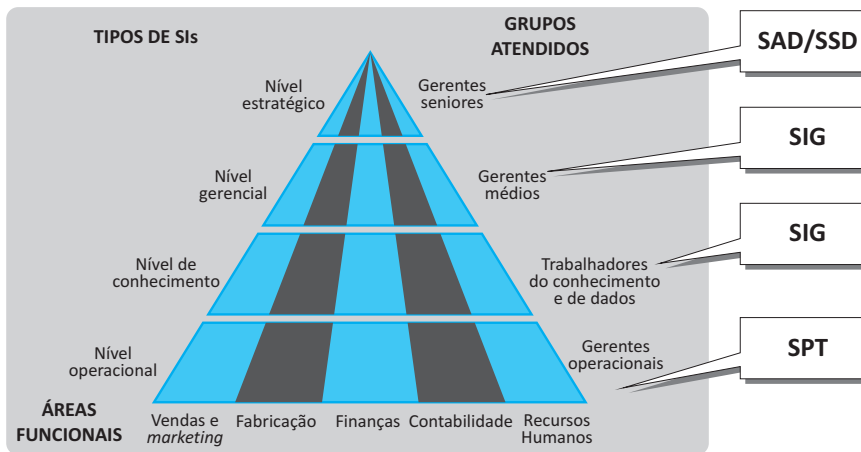 TIPOS DE SIs
GRUPOS
ATENDIDOS
SAD/SSD
Nível
estratégico
Gerentes
seniores
SIG
Nível
gerencial
Gerentes
médios
SIG
Nível de
conhecimento
Trabalhadores
do conhecimento
e de dados
SPT
Nível
operacional
Gerentes
operacionais
ÁREAS
FUNCIONAIS
Vendas e
marketing
Fabricação
Finanças
Contabilidade
Recursos
Humanos